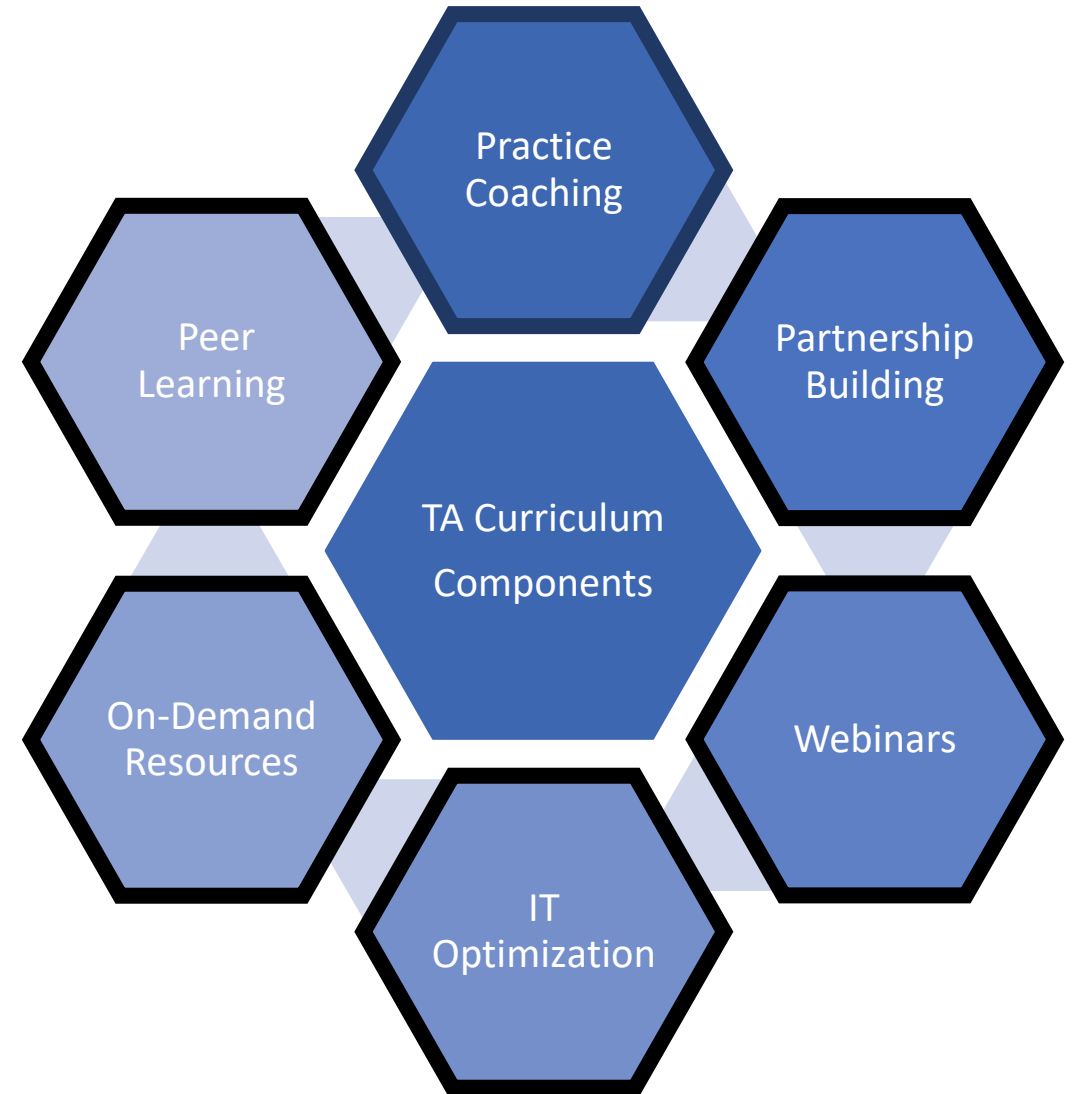 Practice
Coaching
Partnership
Building
Webinars
IT
Optimization
On-Demand
Resources
Peer
Learning
TA Curriculum
Components